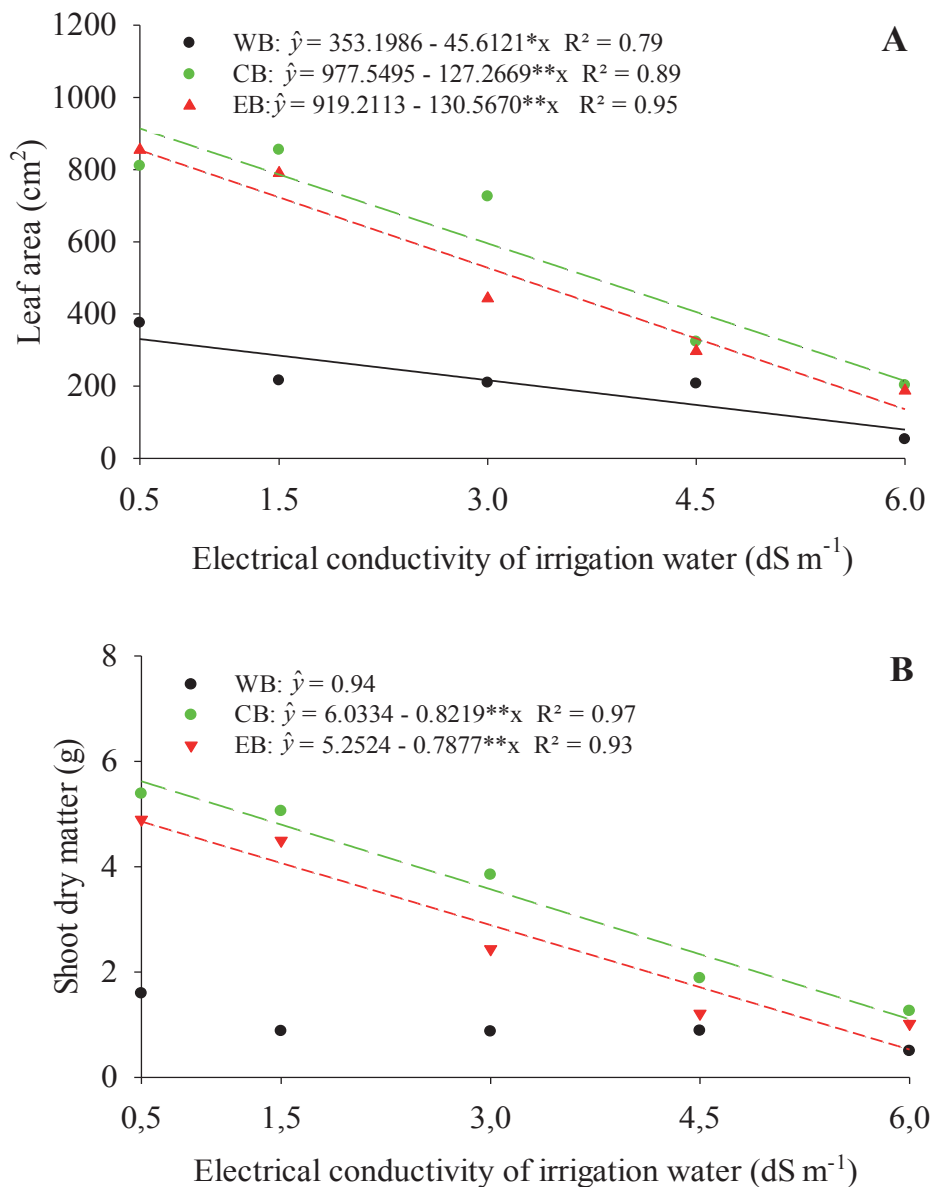 A
WB: ŷ = 353.1986 - 45.6121*x R² = 0.79
CB: ŷ = 977.5495 - 127.2669**x R² = 0.89
EB:ŷ = 919.2113 - 130.5670**x R² = 0.95
Leaf area (cm²)
1200
1000
800
600
400
200
0
0.5 1.5 3.0 4.5 6.0
Electrical conductivity of irrigation water (dS m⁻¹)
B
WB: ŷ = 0.94
CB: ŷ = 6.0334 - 0.8219**x R² = 0.97
EB: ŷ = 5.2524 - 0.7877**x R² = 0.93
Shoot dry matter (g)
8
6
4
2
0
0,5 1,5 3,0 4,5 6,0
Electrical conductivity of irrigation water (dS m⁻¹)